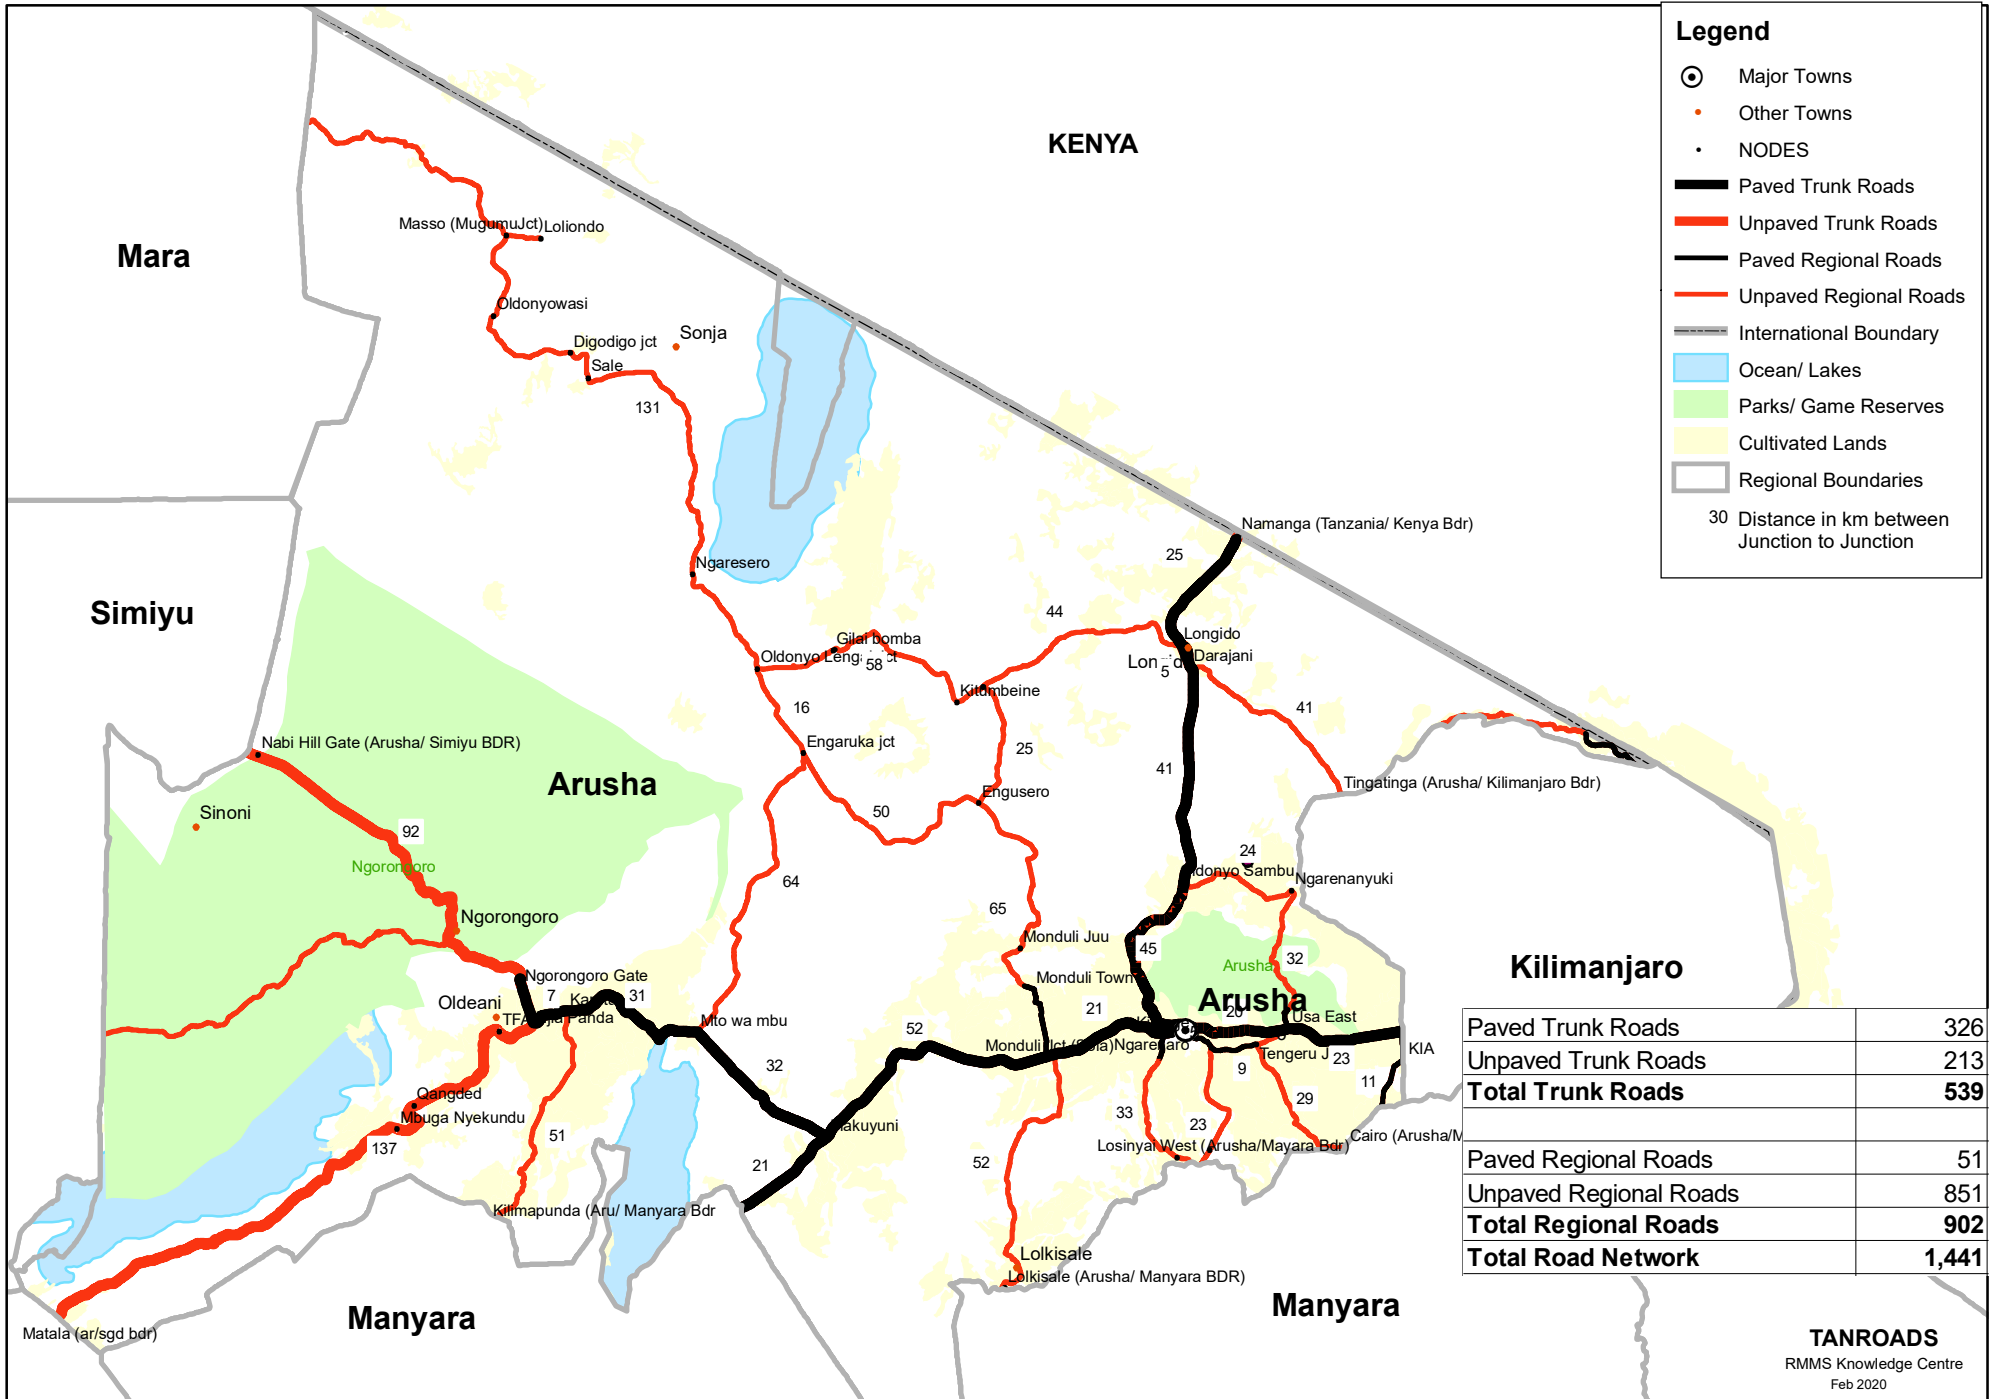 Legend
Major Towns
Other Towns
NODES
Paved Trunk Roads
Unpaved Trunk Roads
Paved Regional Roads
Unpaved Regional Roads
International Boundary
Ocean/ Lakes
Parks/ Game Reserves
Cultivated Lands
Regional Boundaries
30 Distance in km between
Junction to Junction
KENYA
Mara
Masso (MugumuJct)
Loliondo
Oldonyowasi
Digodigo jct
Sonja
Sale
131
Namanga (Tanzania/ Kenya Bdr)
25
Ngaresero
Simiyu
44
Gilai bomba
58
Longido
Darajani
5
Kitumbeine
16
41
25
Engaruka jct
Nabi Hill Gate (Arusha/ Simiyu BDR)
41
Arusha
Tingatinga (Arusha/ Kilimanjaro Bdr)
Engusero
50
Sinoni
92
Ngorongoro
24
Sambu
Ngarenanyuki
64
65
Ngorongoro
Monduli Juu
45
32
Arusha
Kilimanjaro
Monduli Town
Ngorongoro Gate
7
31
Oldeani
Arusha
21
20
Usa East
Panda
Mto wa mbu
52
Monduli
Tengeru J
23
KIA
32
9
11
Qangded
Mbuga Nyekundu
33
29
23
137
51
Losinyai West (Arusha/Mayara Bdr)
Cairo (Arusha/M
21
52
Kilimapunda (Aru/ Manyara Bdr
Lolkisale
Lolkisale (Arusha/ Manyara BDR)
Manyara
Manyara
Matala (ar/sgd bdr)
Paved Trunk Roads 326
Unpaved Trunk Roads 213
Total Trunk Roads 539
Paved Regional Roads 51
Unpaved Regional Roads 851
Total Regional Roads 902
Total Road Network 1,441
TANROADS
RMMS Knowledge Centre
Feb 2020